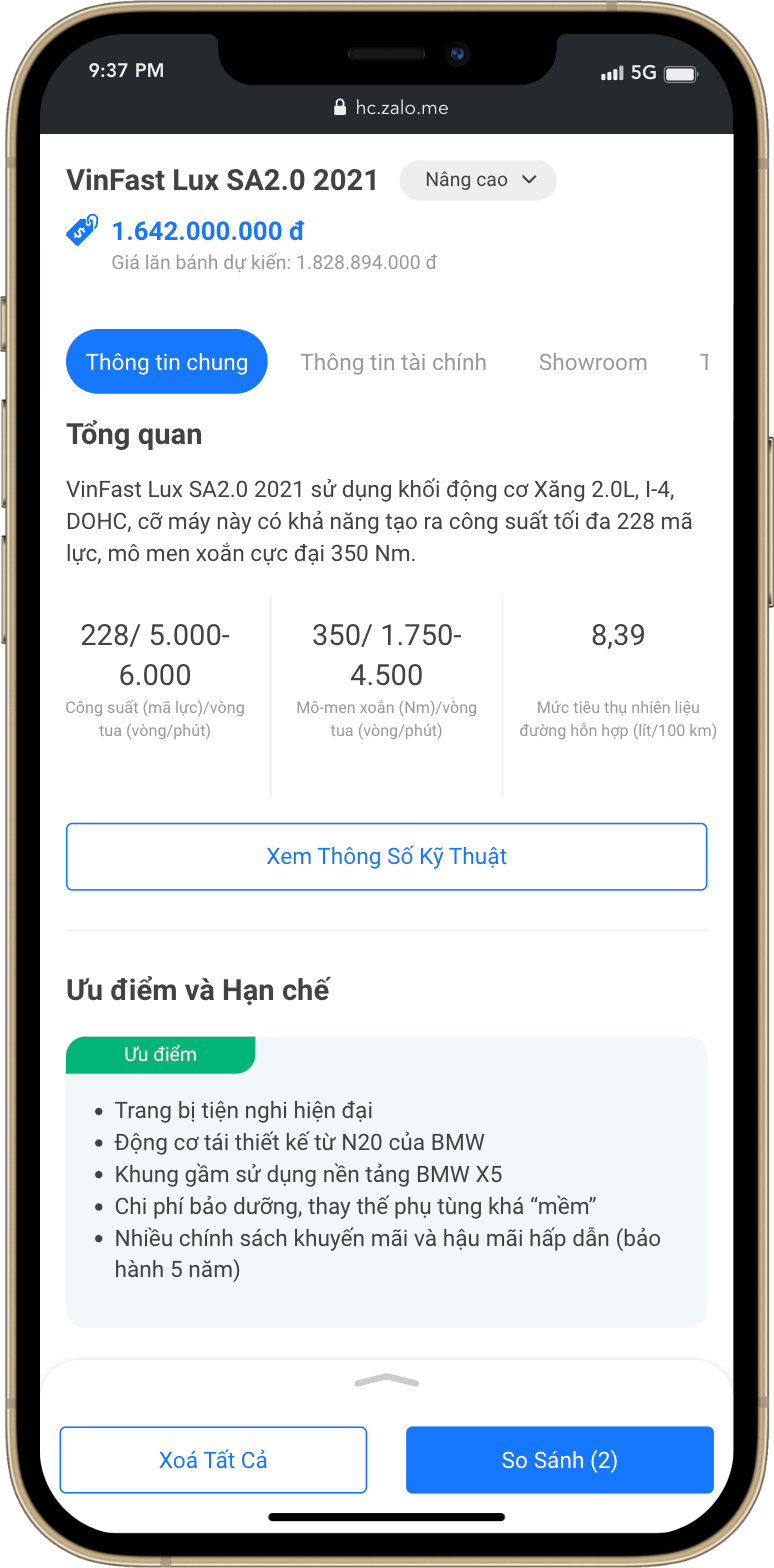 9:37 PM
5G
hc.zalo.me
VinFast Lux SA2.0 2021
Nâng cao
1.642.000.000 đ
Giá lăn bánh dự kiến: 1.828.894.000 đ
Thông tin chung
Thông tin tài chính
Showroom
T
Tổng quan
VinFast Lux SA2.0 2021 sử dụng khối động cơ Xăng 2.0L, I-4,
DOHC, cỡ máy này có khả năng tạo ra công suất tối đa 228 mã
lực, mô men xoắn cực đại 350 Nm.
228/ 5.000-
6.000
Công suất (mã lực)/vòng
tua (vòng/phút)
350/ 1.750-
4.500
Mô-men xoắn (Nm)/vòng
tua (vòng/phút)
8,39
Mức tiêu thụ nhiên liệu
đường hỗn hợp (lít/100 km)
Xem Thông Số Kỹ Thuật
Ưu điểm và Hạn chế
Ưu điểm
• Trang bị tiện nghi hiện đại
• Động cơ tái thiết kế từ N20 của BMW
• Khung gầm sử dụng nền tảng BMW X5
• Chi phí bảo dưỡng, thay thế phụ tùng khá “mềm”
• Nhiều chính sách khuyến mãi và hậu mãi hấp dẫn (bảo
hành 5 năm)
Xoá Tất Cả
So Sánh (2)